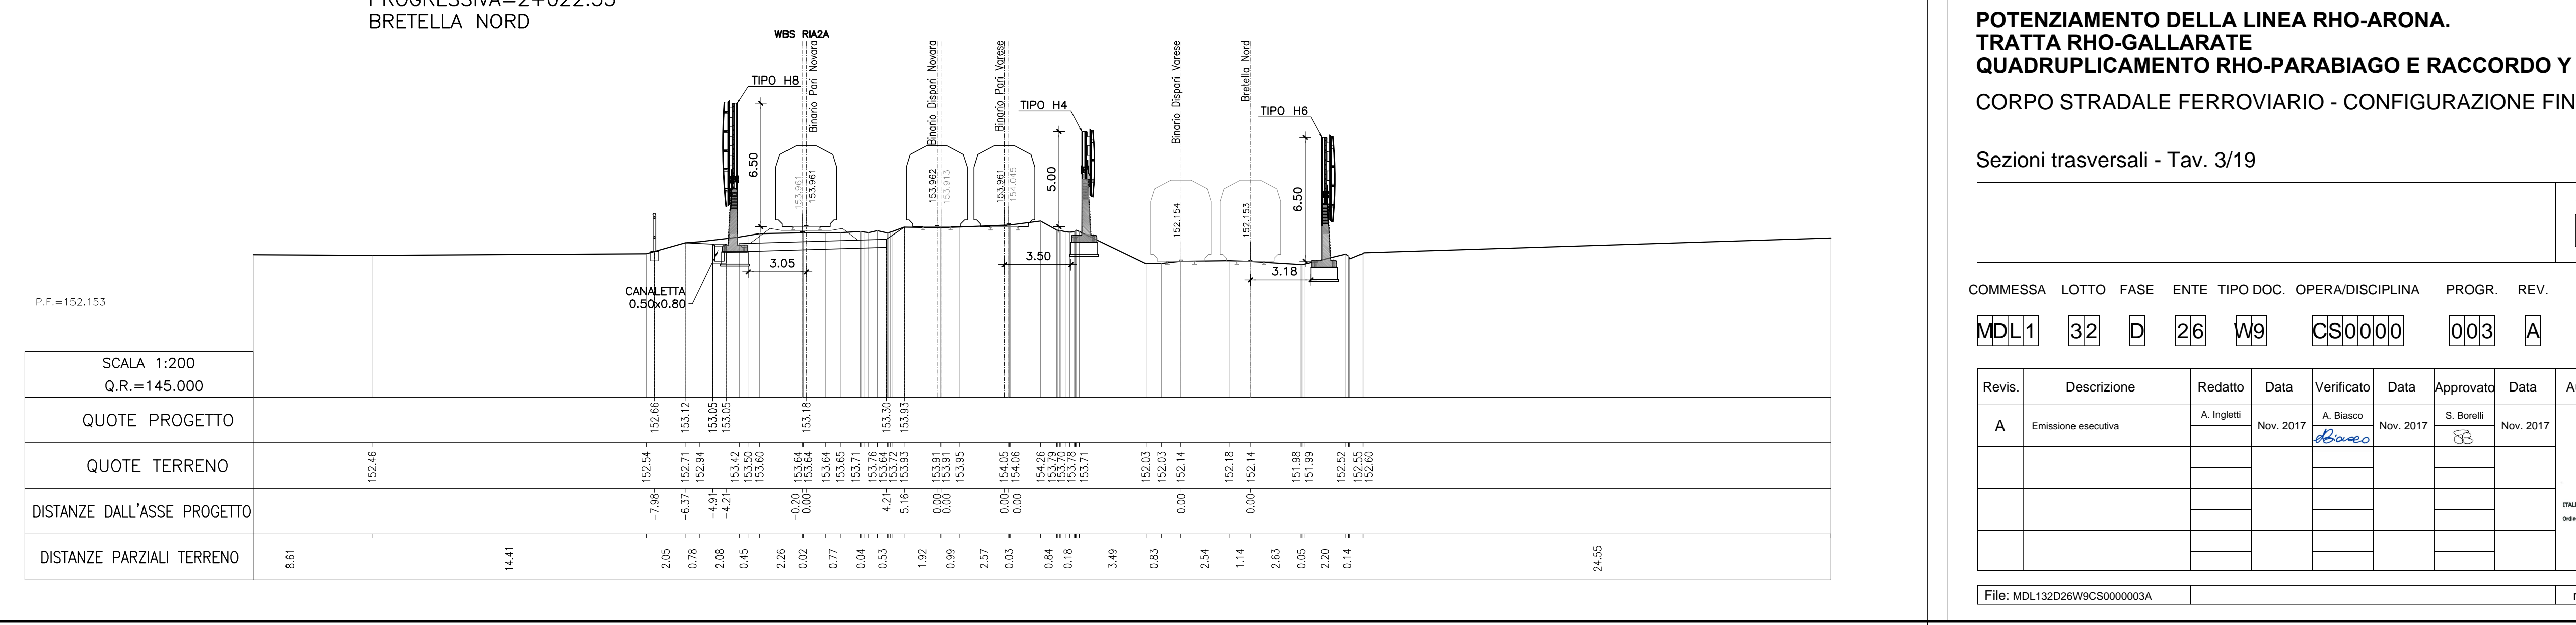 BRETELLA NORD
WBS RIA2A
TIPO H8
Binario Pari Novara
Binario Dispari Novara
Binario Pari Varese
TIPO H4
Binario Dispari Varese
Bretella Nord
TIPO H6
6.50
153.961
153.961
153.962
153.913
153.961
154.045
5.00
152.154
152.153
6.50
3.05
3.50
3.18
CANALETTA
0.50x0.80
P.F.=152.153
SCALA 1:200
Q.R.=145.000
QUOTE PROGETTO
152.66 153.12 153.05 153.05 153.18 153.30 153.93
QUOTE TERRENO
152.46 152.54 152.71 152.94 153.42 153.50 153.60 153.64 153.64 153.64 153.65 153.71 153.76 153.64 153.72 153.93 153.91 153.91 153.95 154.05 154.06 154.26 153.79 153.70 153.78 153.71 152.03 152.03 152.14 152.18 152.14 151.98 151.99 152.52 152.55 152.60
DISTANZE DALL'ASSE PROGETTO
-7.98 -6.37 -4.91 -4.21 -0.20 0.00 4.21 5.16 0.00 0.00 0.00 0.00 0.00 0.00
DISTANZE PARZIALI TERRENO
8.61 14.41 2.05 0.78 2.08 0.45 2.26 0.02 0.77 0.04 0.53 1.92 0.99 2.57 0.03 0.84 0.18 3.49 0.83 2.54 1.14 2.63 0.05 2.20 0.14 24.55
POTENZIAMENTO DELLA LINEA RHO-ARONA.
TRATTA RHO-GALLARATE
QUADRUPLICAMENTO RHO-PARABIAGO E RACCORDO Y
CORPO STRADALE FERROVIARIO - CONFIGURAZIONE FIN
Sezioni trasversali - Tav. 3/19
COMMESSA LOTTO FASE ENTE TIPO DOC. OPERA/DISCIPLINA PROGR. REV.
MDL1 32 D 26 W9 CS0000 003 A
Revis. Descrizione Redatto Data Verificato Data Approvato Data
A Emissione esecutiva A. Ingletti Nov. 2017 A. Biasco Nov. 2017 S. Borelli Nov. 2017
File: MDL132D26W9CS0000003A